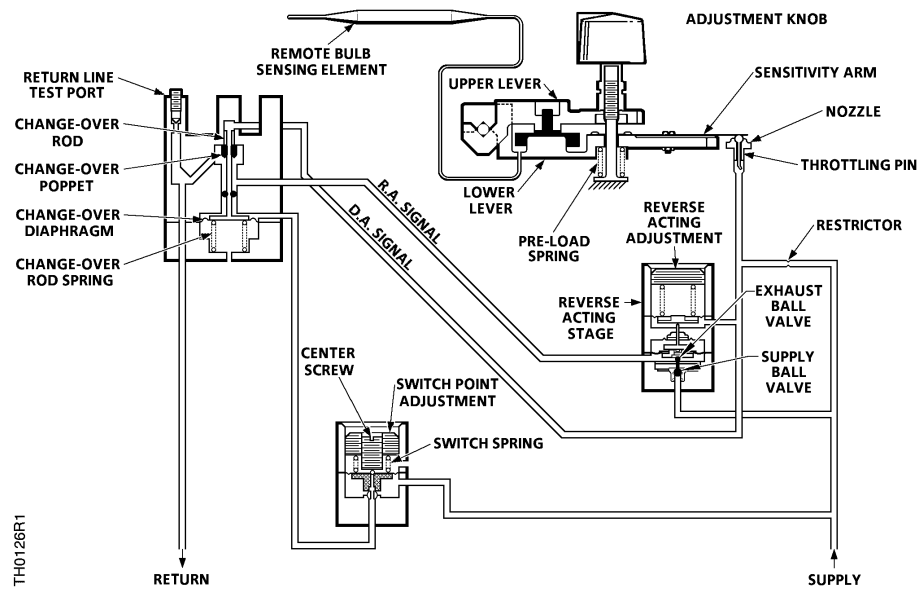 ADJUSTMENT KNOB
REMOTE BULB
SENSING ELEMENT
RETURN LINE
TEST PORT
UPPER LEVER
SENSITIVITY ARM
NOZZLE
CHANGE-OVER
ROD
CHANGE-OVER
POPPET
THROTTLING PIN
LOWER
LEVER
R.A. SIGNAL
D.A. SIGNAL
CHANGE-OVER
DIAPHRAGM
REVERSE
ACTING
ADJUSTMENT
RESTRICTOR
PRE-LOAD
SPRING
CHANGE-OVER
ROD SPRING
REVERSE
ACTING
STAGE
EXHAUST
BALL
VALVE
CENTER
SCREW
SUPPLY
BALL
VALVE
SWITCH POINT
ADJUSTMENT
SWITCH SPRING
TH0126R1
RETURN
SUPPLY